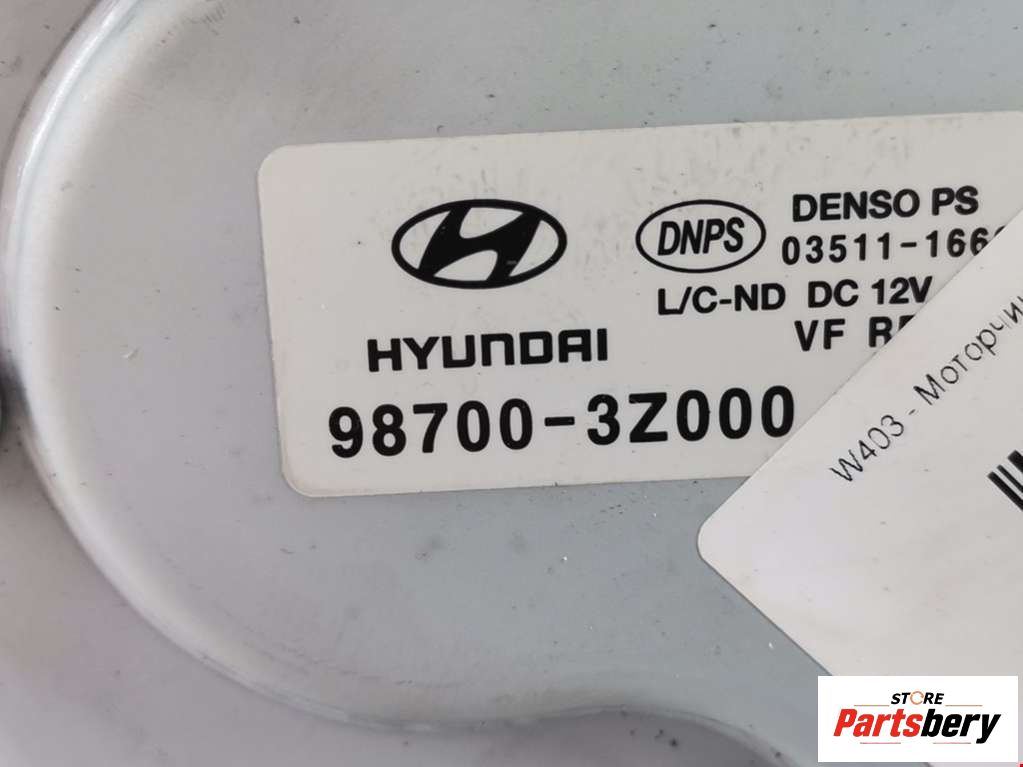 HYUNDAI
98700-3Z000
DNPS
DENSO PS
03511-166
L/C-ND DC 12V
VF
W403 - Моторчи
STORE
Partsbery